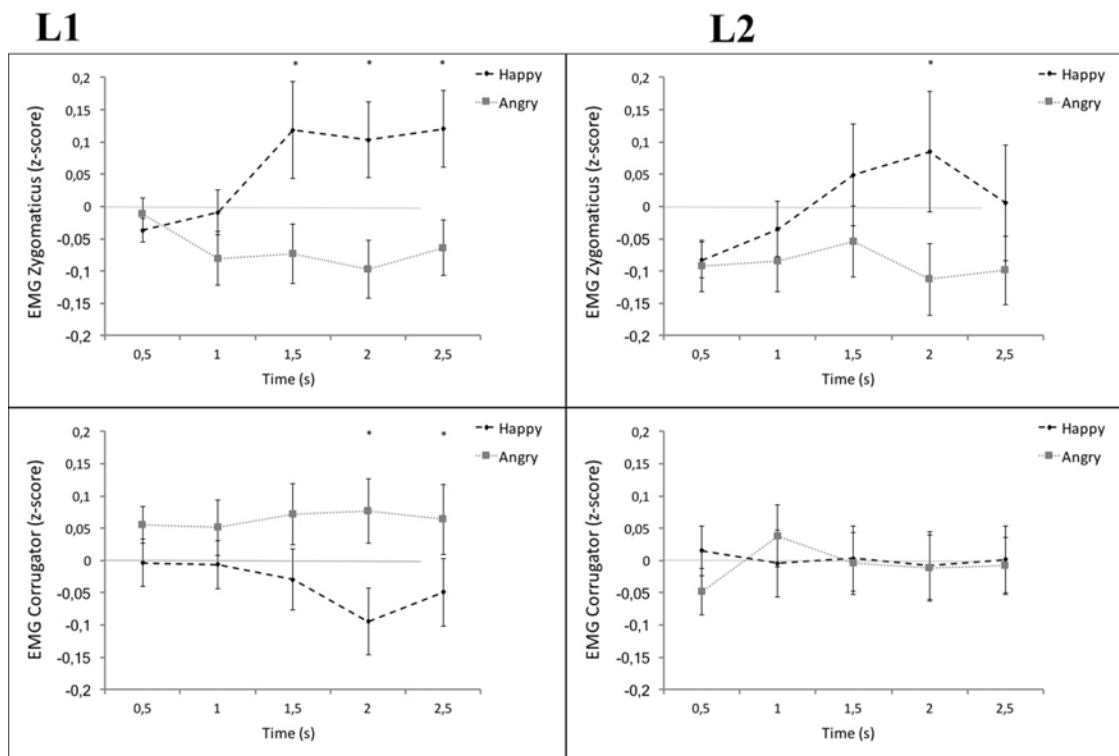 L1
L2
* * *
Happy
Angry
EMG Zygomaticus (z-score)
0,2
0,15
0,1
0,05
0
-0,05
-0,1
-0,15
-0,2
0,5 1 1,5 2 2,5
Time (s)
*
Happy
Angry
EMG Zygomaticus (z-score)
0,2
0,15
0,1
0,05
0
-0,05
-0,1
-0,15
-0,2
0,5 1 1,5 2 2,5
Time (s)
* *
Happy
Angry
EMG Corrugator (z-score)
0,2
0,15
0,1
0,05
0
-0,05
-0,1
-0,15
-0,2
0,5 1 1,5 2 2,5
Time (s)
Happy
Angry
EMG Corrugator (z-score)
0,2
0,15
0,1
0,05
0
-0,05
-0,1
-0,15
-0,2
0,5 1 1,5 2 2,5
Time (s)